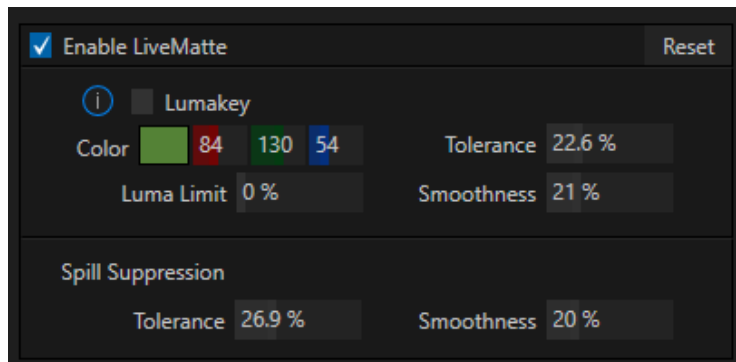 Enable LiveMatte Reset
i Lumakey
Color 84 130 54 Tolerance 22.6 %
Luma Limit 0 % Smoothness 21 %
Spill Suppression
Tolerance 26.9 % Smoothness 20 %